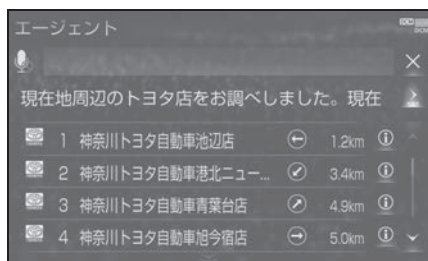 エージェント
DCM
現在地周辺のトヨタ店をお調べしました。現在
1 神奈川トヨタ自動車池辺店 1.2km
2 神奈川トヨタ自動車港北ニュー... 3.4km
3 神奈川トヨタ自動車青葉台店 4.9km
4 神奈川トヨタ自動車旭今宿店 5.0km